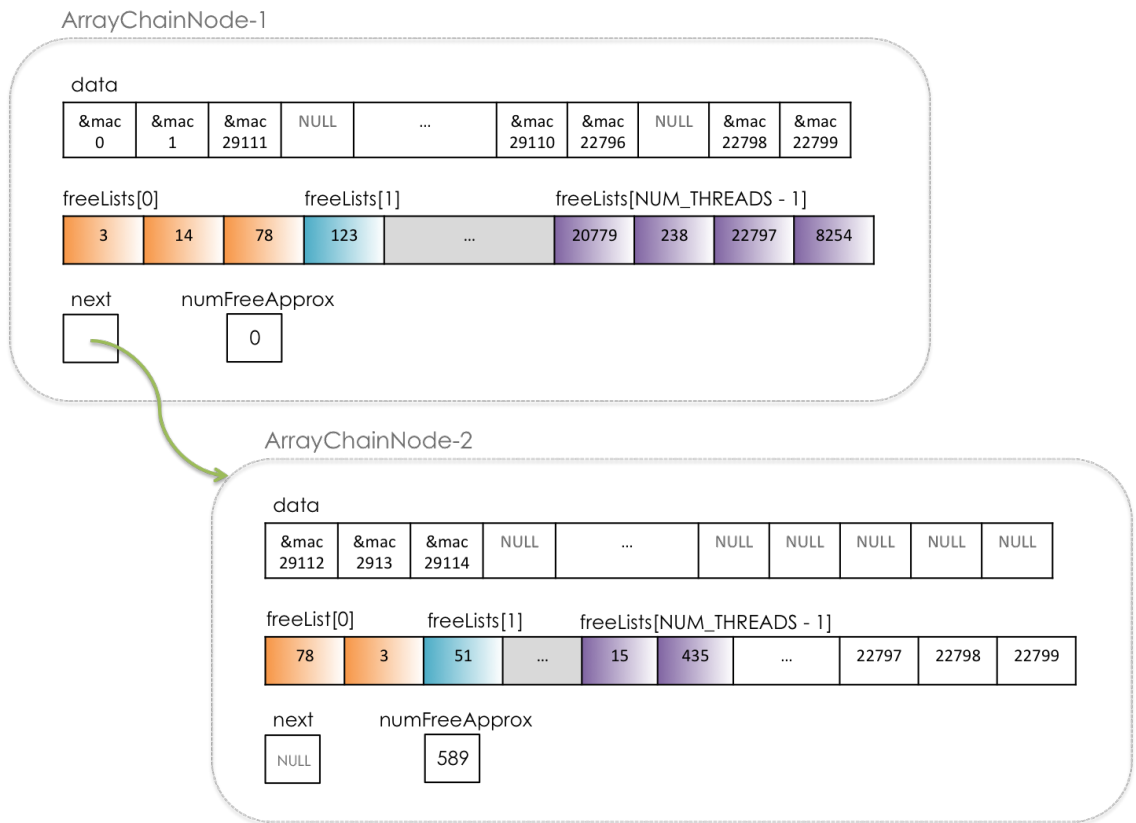 ArrayChainNode-1
data
&mac &mac &mac NULL ... &mac &mac NULL &mac &mac
0 1 29111 29110 22796 22798 22799
freeLists[0] freeLists[1] freeLists[NUM_THREADS - 1]
3 14 78 123 ... 20779 238 22797 8254
next numFreeApprox
0
ArrayChainNode-2
data
&mac &mac &mac NULL ... NULL NULL NULL NULL NULL
29112 2913 29114
freeList[0] freeLists[1] freeLists[NUM_THREADS - 1]
78 3 51 ... 15 435 ... 22797 22798 22799
next numFreeApprox
NULL 589